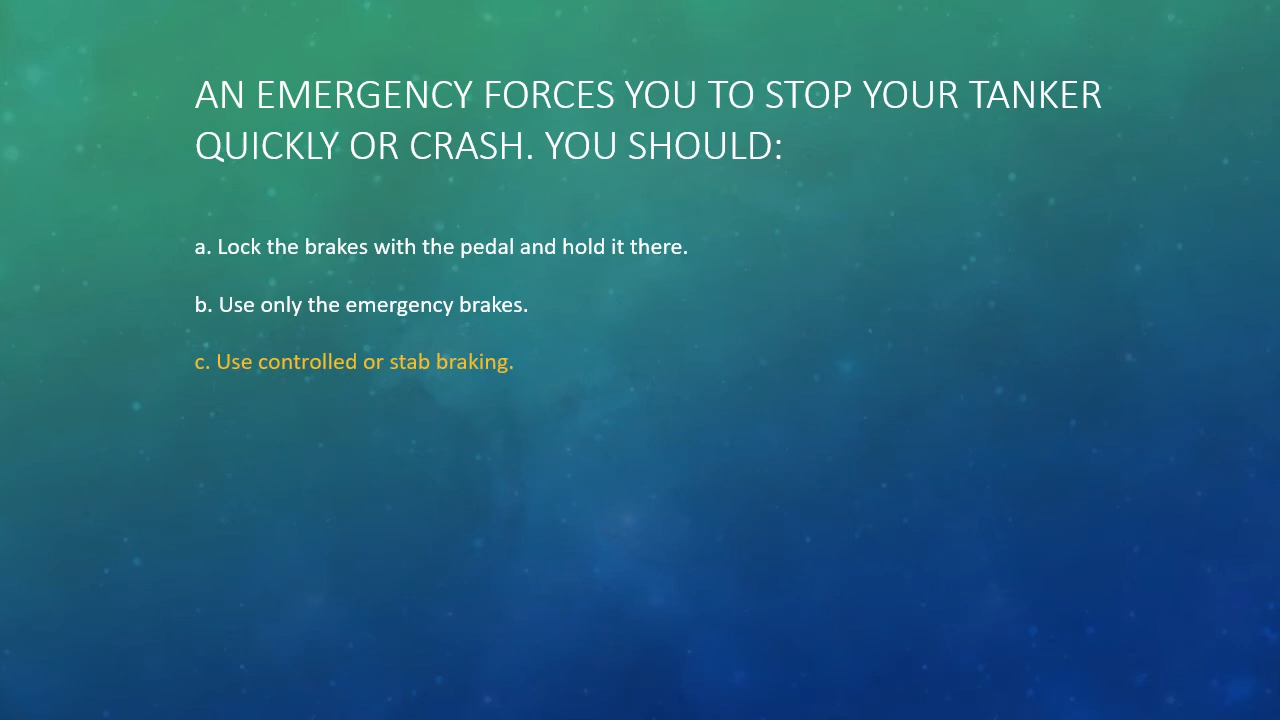 AN EMERGENCY FORCES YOU TO STOP YOUR TANKER
QUICKLY OR CRASH. YOU SHOULD:
a. Lock the brakes with the pedal and hold it there.
b. Use only the emergency brakes.
c. Use controlled or stab braking.